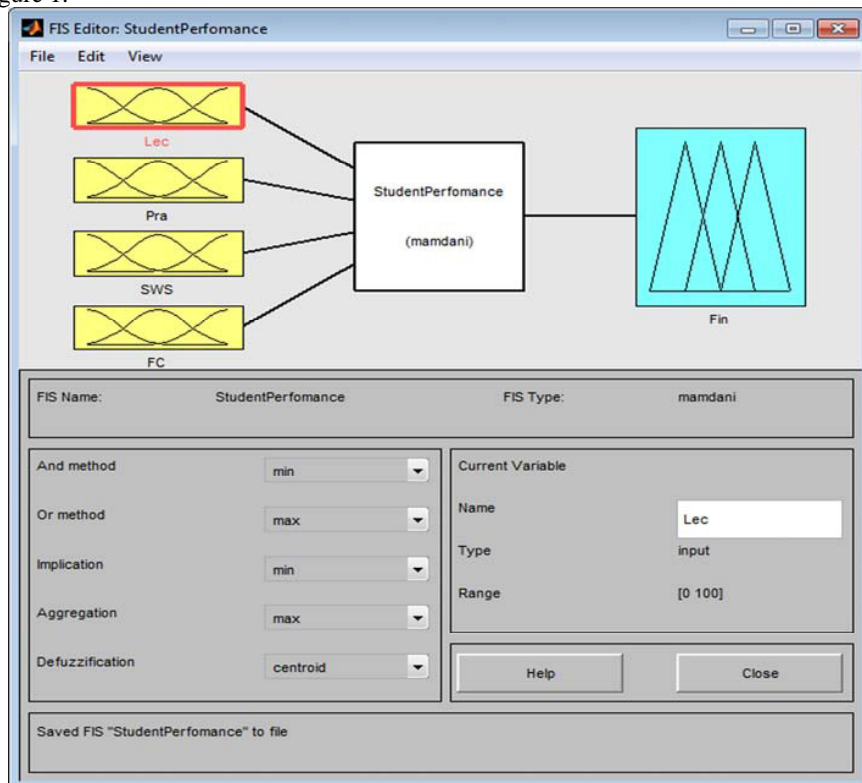 gure 1.
FIS Editor: StudentPerfomance
File Edit View
Lec
Pra
SWS
FC
StudentPerfomance
(mamdani)
Fin
FIS Name: StudentPerfomance FIS Type: mamdani
And method min
Or method max
Implication min
Aggregation max
Defuzzification centroid
Current Variable
Name Lec
Type input
Range [0 100]
Help Close
Saved FIS "StudentPerfomance" to file